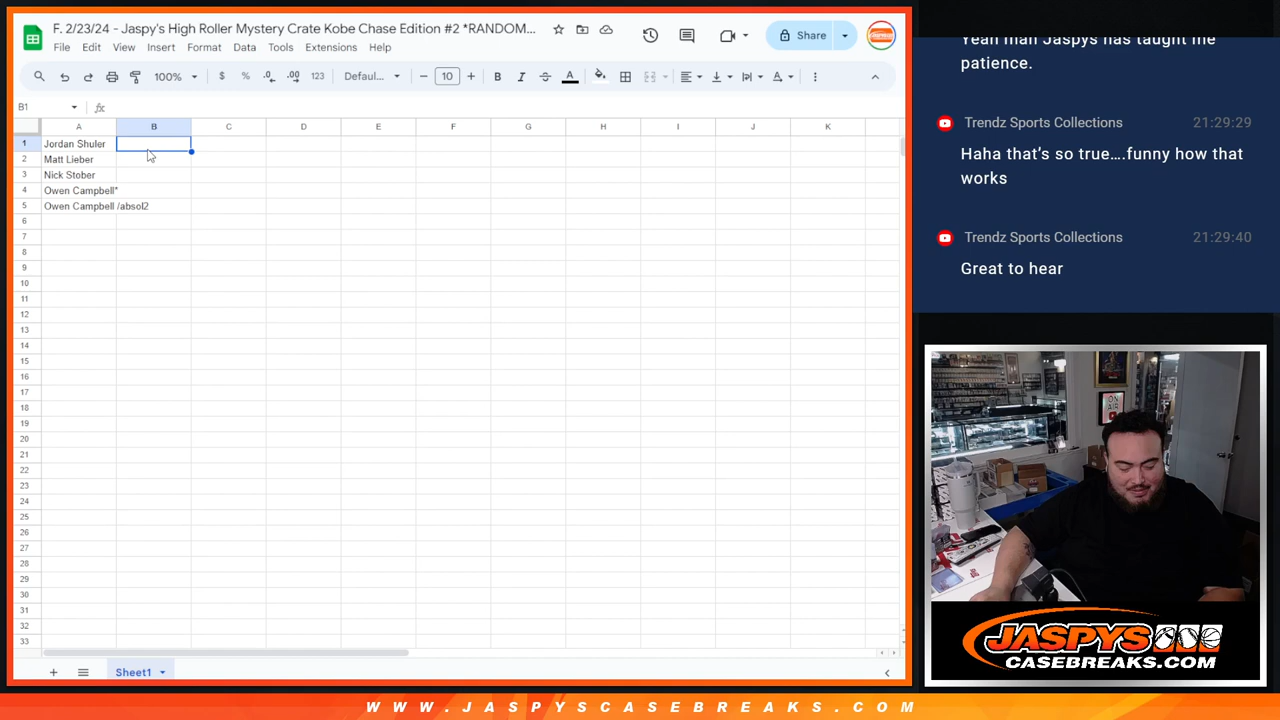 F. 2/23/24 - Jaspy's High Roller Mystery Crate Kobe Chase Edition #2 *RANDOM...
File Edit View Insert Format Data Tools Extensions Help
Share
100% $ % .0 .00 123 Defaul... 10 B I A
B1 fx
A B C D E F G H I J K
1 Jordan Shuler
2 Matt Lieber
3 Nick Stober
4 Owen Campbell*
5 Owen Campbell /absol2
6
7
8
9
10
11
12
13
14
15
16
17
18
19
20
21
22
23
24
25
26
27
28
29
30
31
32
33
Sheet1
Yeah man Jaspys has taught me
patience.
Trendz Sports Collections 21:29:29
Haha that's so true....funny how that
works
Trendz Sports Collections 21:29:40
Great to hear
ON
AIR
JASPYS
CASEBREAKS.COM
WWW.JASPYSCASEBREAKS.COM